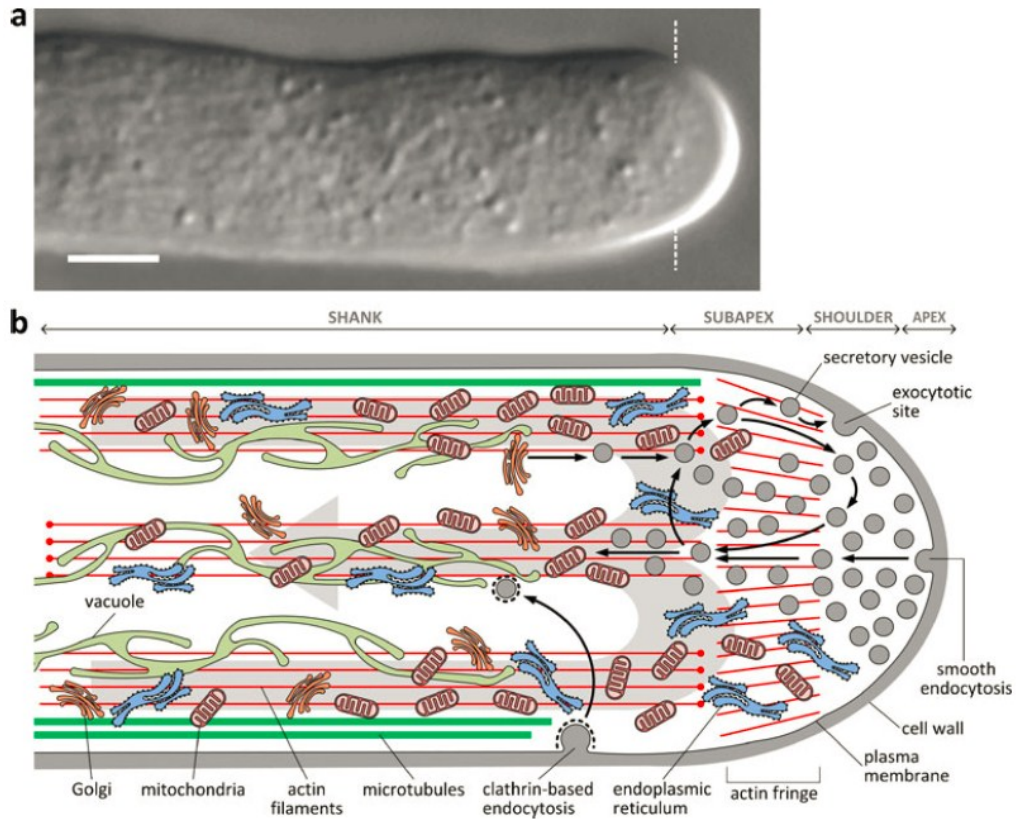 a
b
SHANK
SUBAPEX
SHOULDER
APEX
secretory vesicle
exocytotic
site
vacuole
smooth
endocytosis
cell wall
plasma
membrane
Golgi
mitochondria
actin
filaments
microtubules
clathrin-based
endocytosis
endoplasmic
reticulum
actin fringe